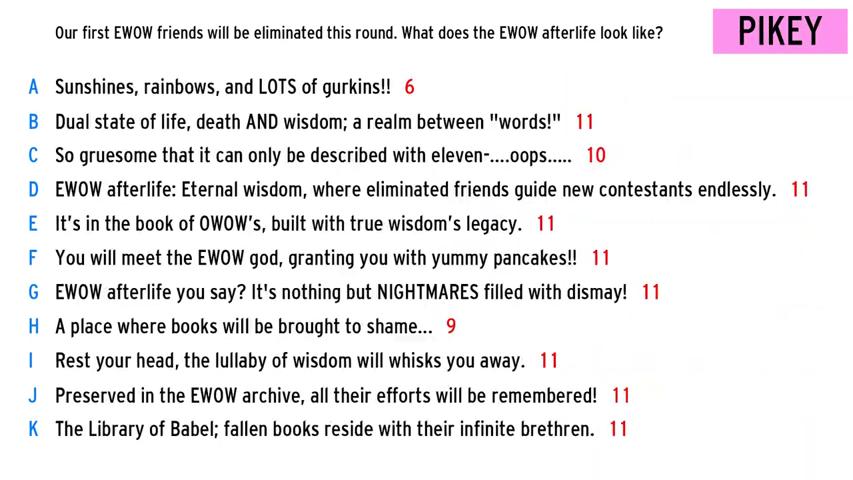 Our first EWOW friends will be eliminated this round. What does the EWOW afterlife look like?
PIKEY
A Sunshines, rainbows, and LOTS of gurkins!! 6
B Dual state of life, death AND wisdom; a realm between "words!" 11
C So gruesome that it can only be described with eleven-....oops..... 10
D EWOW afterlife: Eternal wisdom, where eliminated friends guide new contestants endlessly. 11
E It's in the book of OWOW's, built with true wisdom's legacy. 11
F You will meet the EWOW god, granting you with yummy pancakes!! 11
G EWOW afterlife you say? It's nothing but NIGHTMARES filled with dismay! 11
H A place where books will be brought to shame... 9
I Rest your head, the lullaby of wisdom will whisks you away. 11
J Preserved in the EWOW archive, all their efforts will be remembered! 11
K The Library of Babel; fallen books reside with their infinite brethren. 11